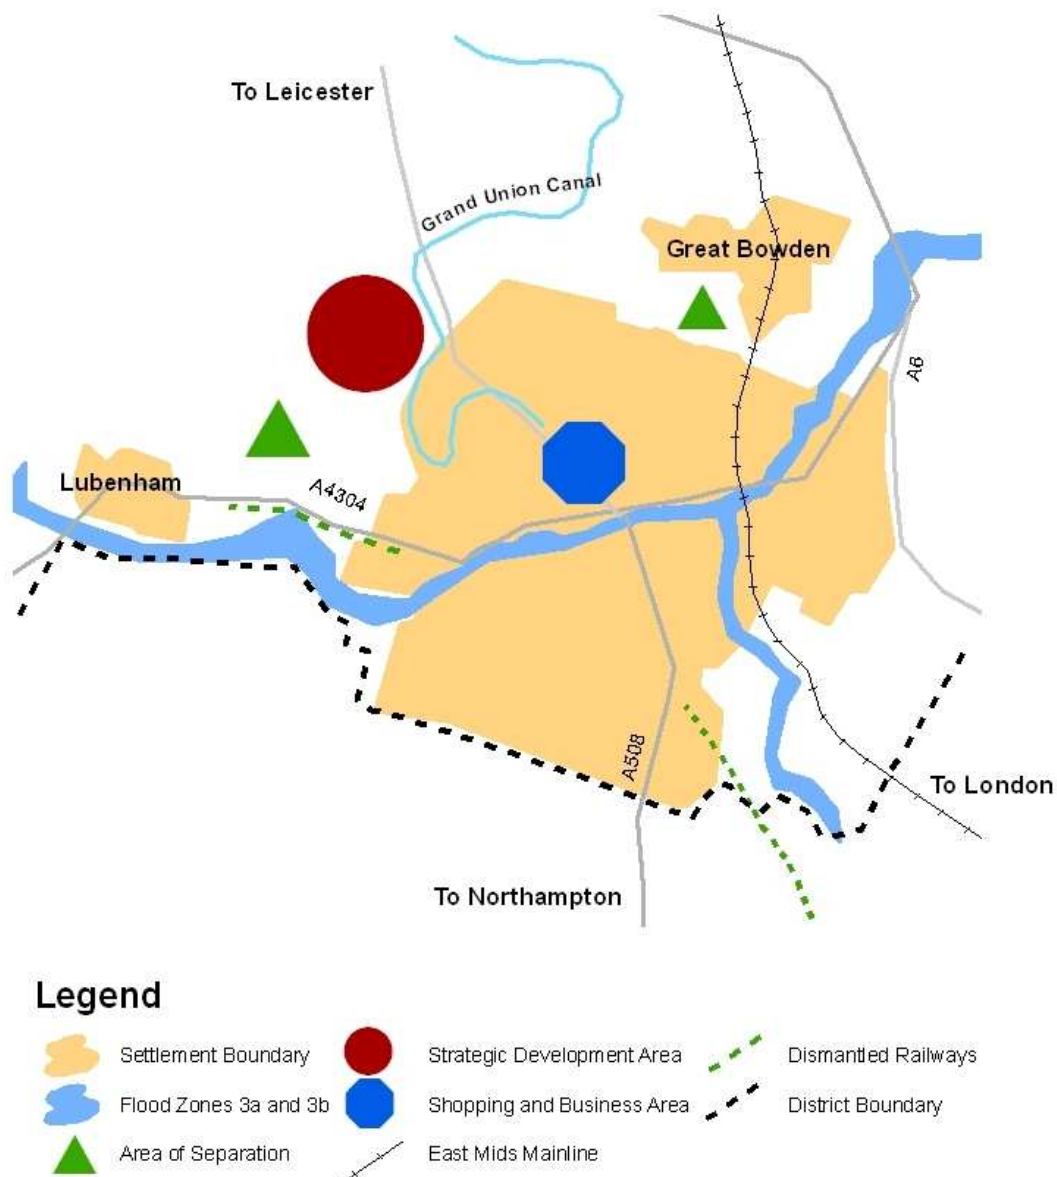 To Leicester
Grand Union Canal
Great Bowden
A6
Lubenham
A4304
A508
To London
To Northampton
Legend
Settlement Boundary
Strategic Development Area
Dismantled Railways
Flood Zones 3a and 3b
Shopping and Business Area
District Boundary
Area of Separation
East Mids Mainline